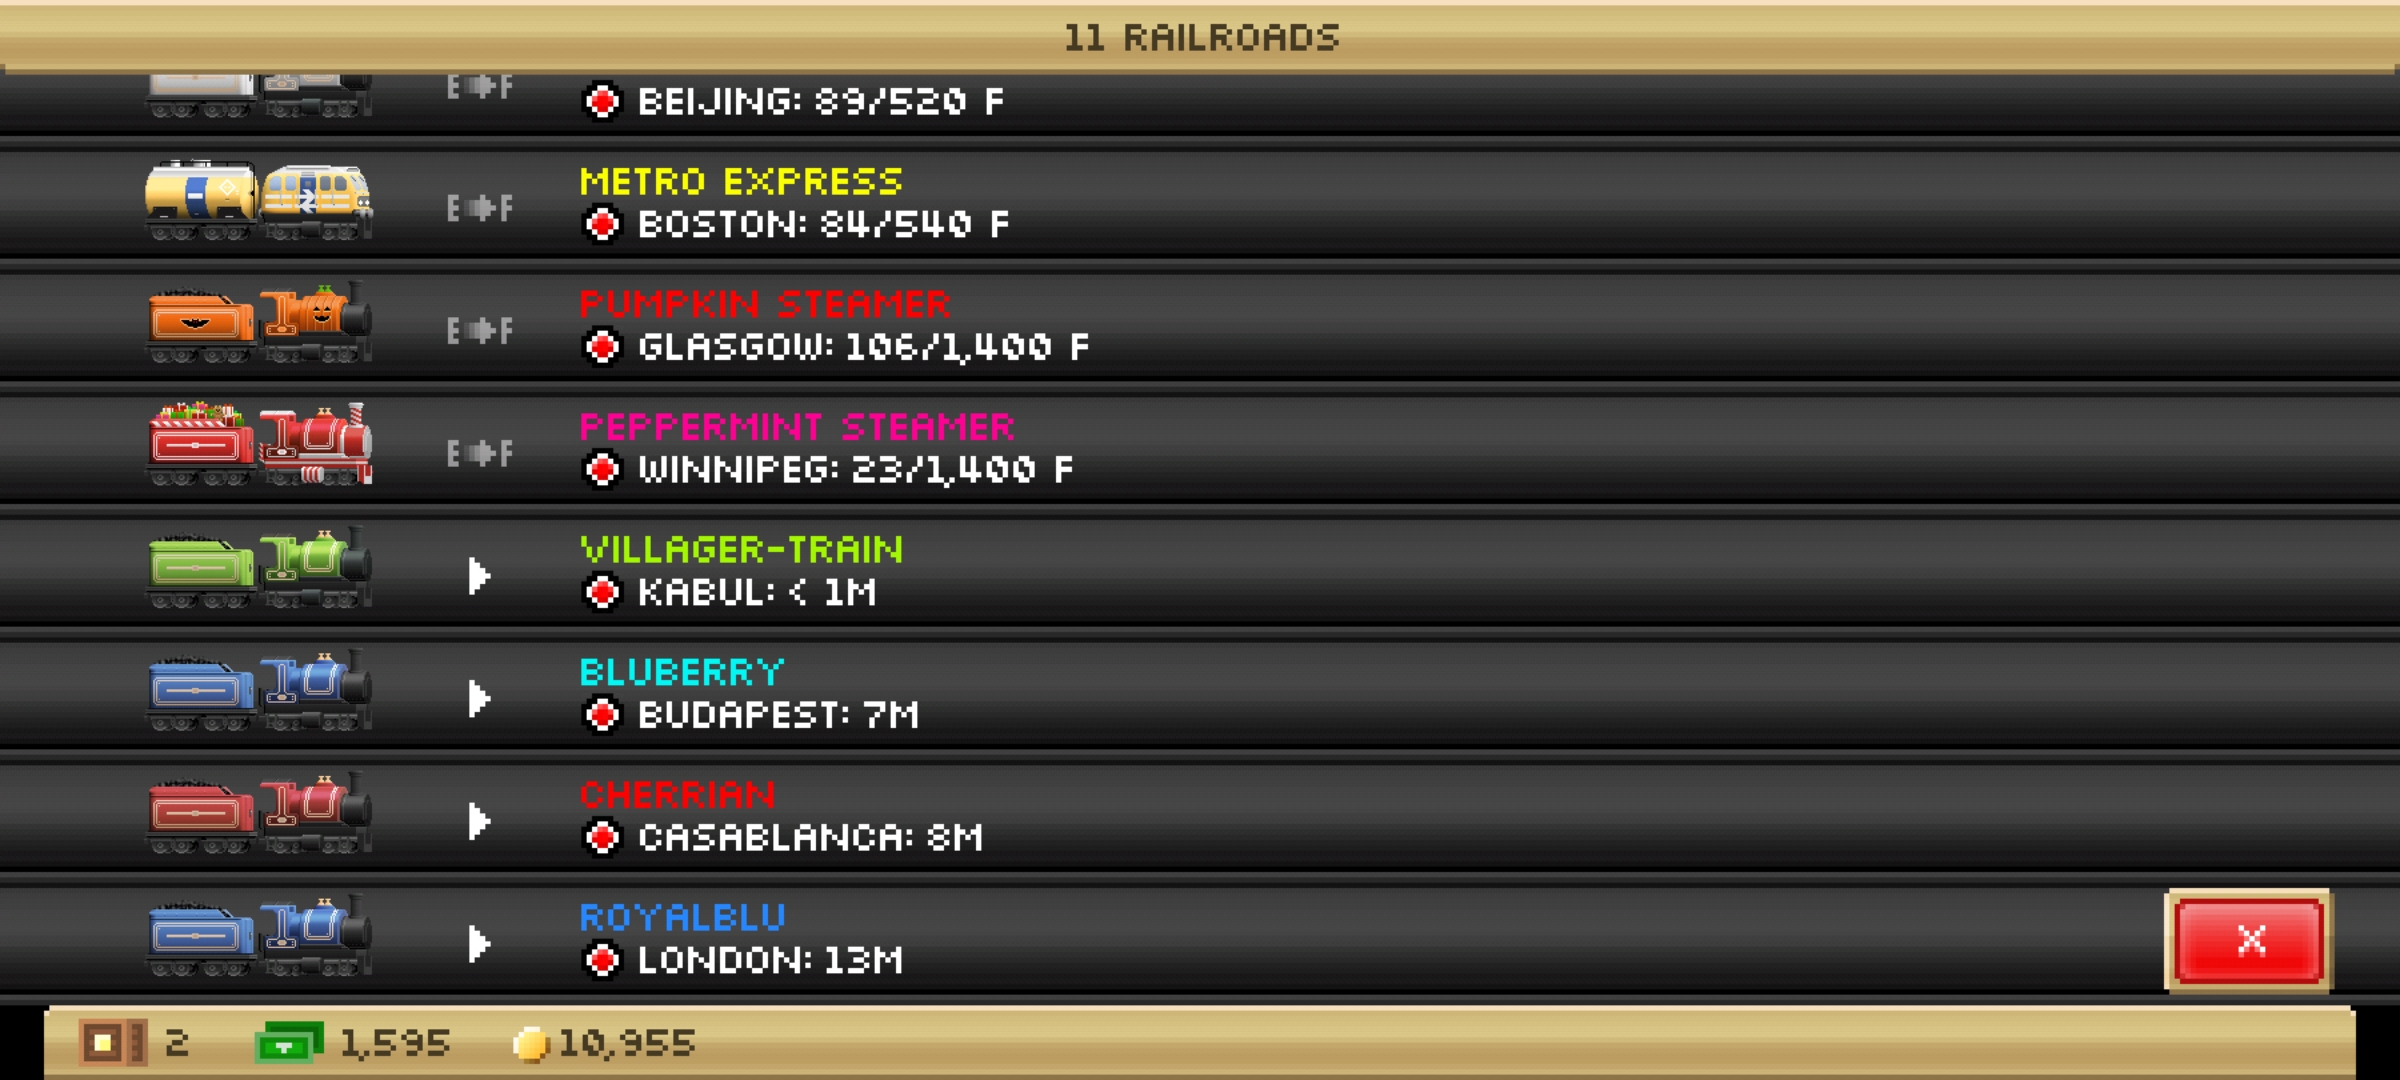 11 RAILROADS
E F
BEIJING: 89/520 F
METRO EXPRESS
E F
BOSTON: 84/540 F
PUMPKIN STEAMER
E F
GLASGOW: 106/1,400 F
PEPPERMINT STEAMER
E F
WINNIPEG: 23/1,400 F
VILLAGER-TRAIN
KABUL: < 1M
BLUBERRY
BUDAPEST: 7M
CHERRIAN
CASABLANCA: 8M
ROYALBLU
LONDON: 13M
X
2 1,595 10,955